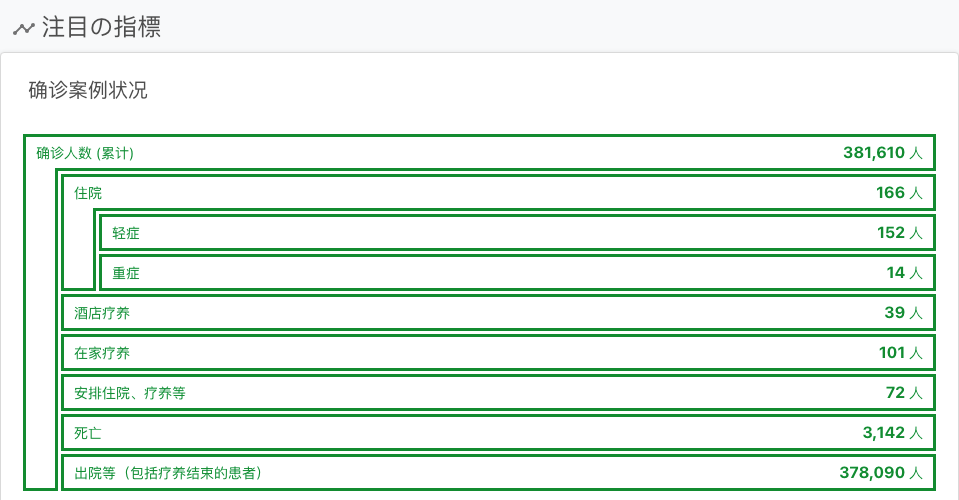 注目の指標
确诊案例状况
确诊人数 (累计) 381,610 人
住院 166 人
轻症 152 人
重症 14 人
酒店疗养 39 人
在家疗养 101 人
安排住院、疗养等 72 人
死亡 3,142 人
出院等（包括疗养结束的患者） 378,090 人